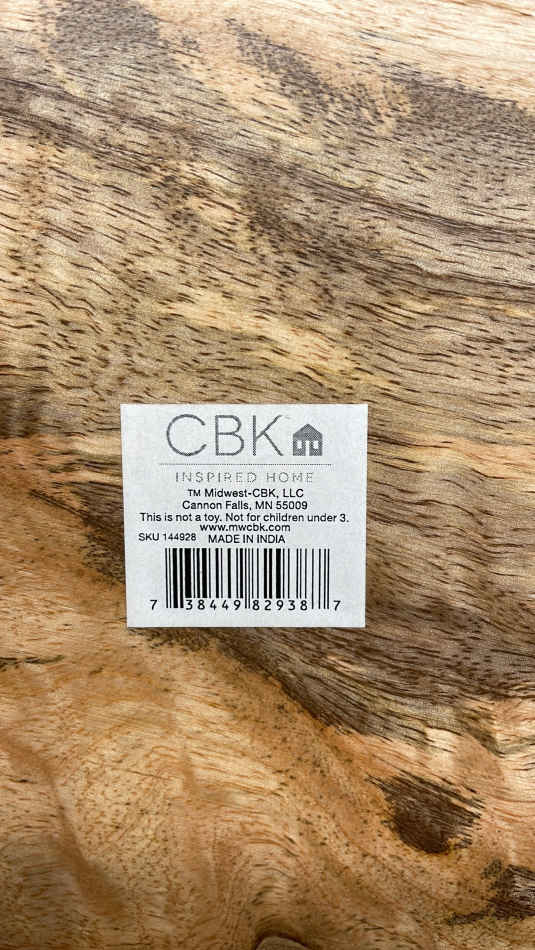 CBK™
INSPIRED HOME
™ Midwest-CBK, LLC
Cannon Falls, MN 55009
This is not a toy. Not for children under 3.
www.mwcbk.com
SKU 144928 MADE IN INDIA
7 38449 82938 7